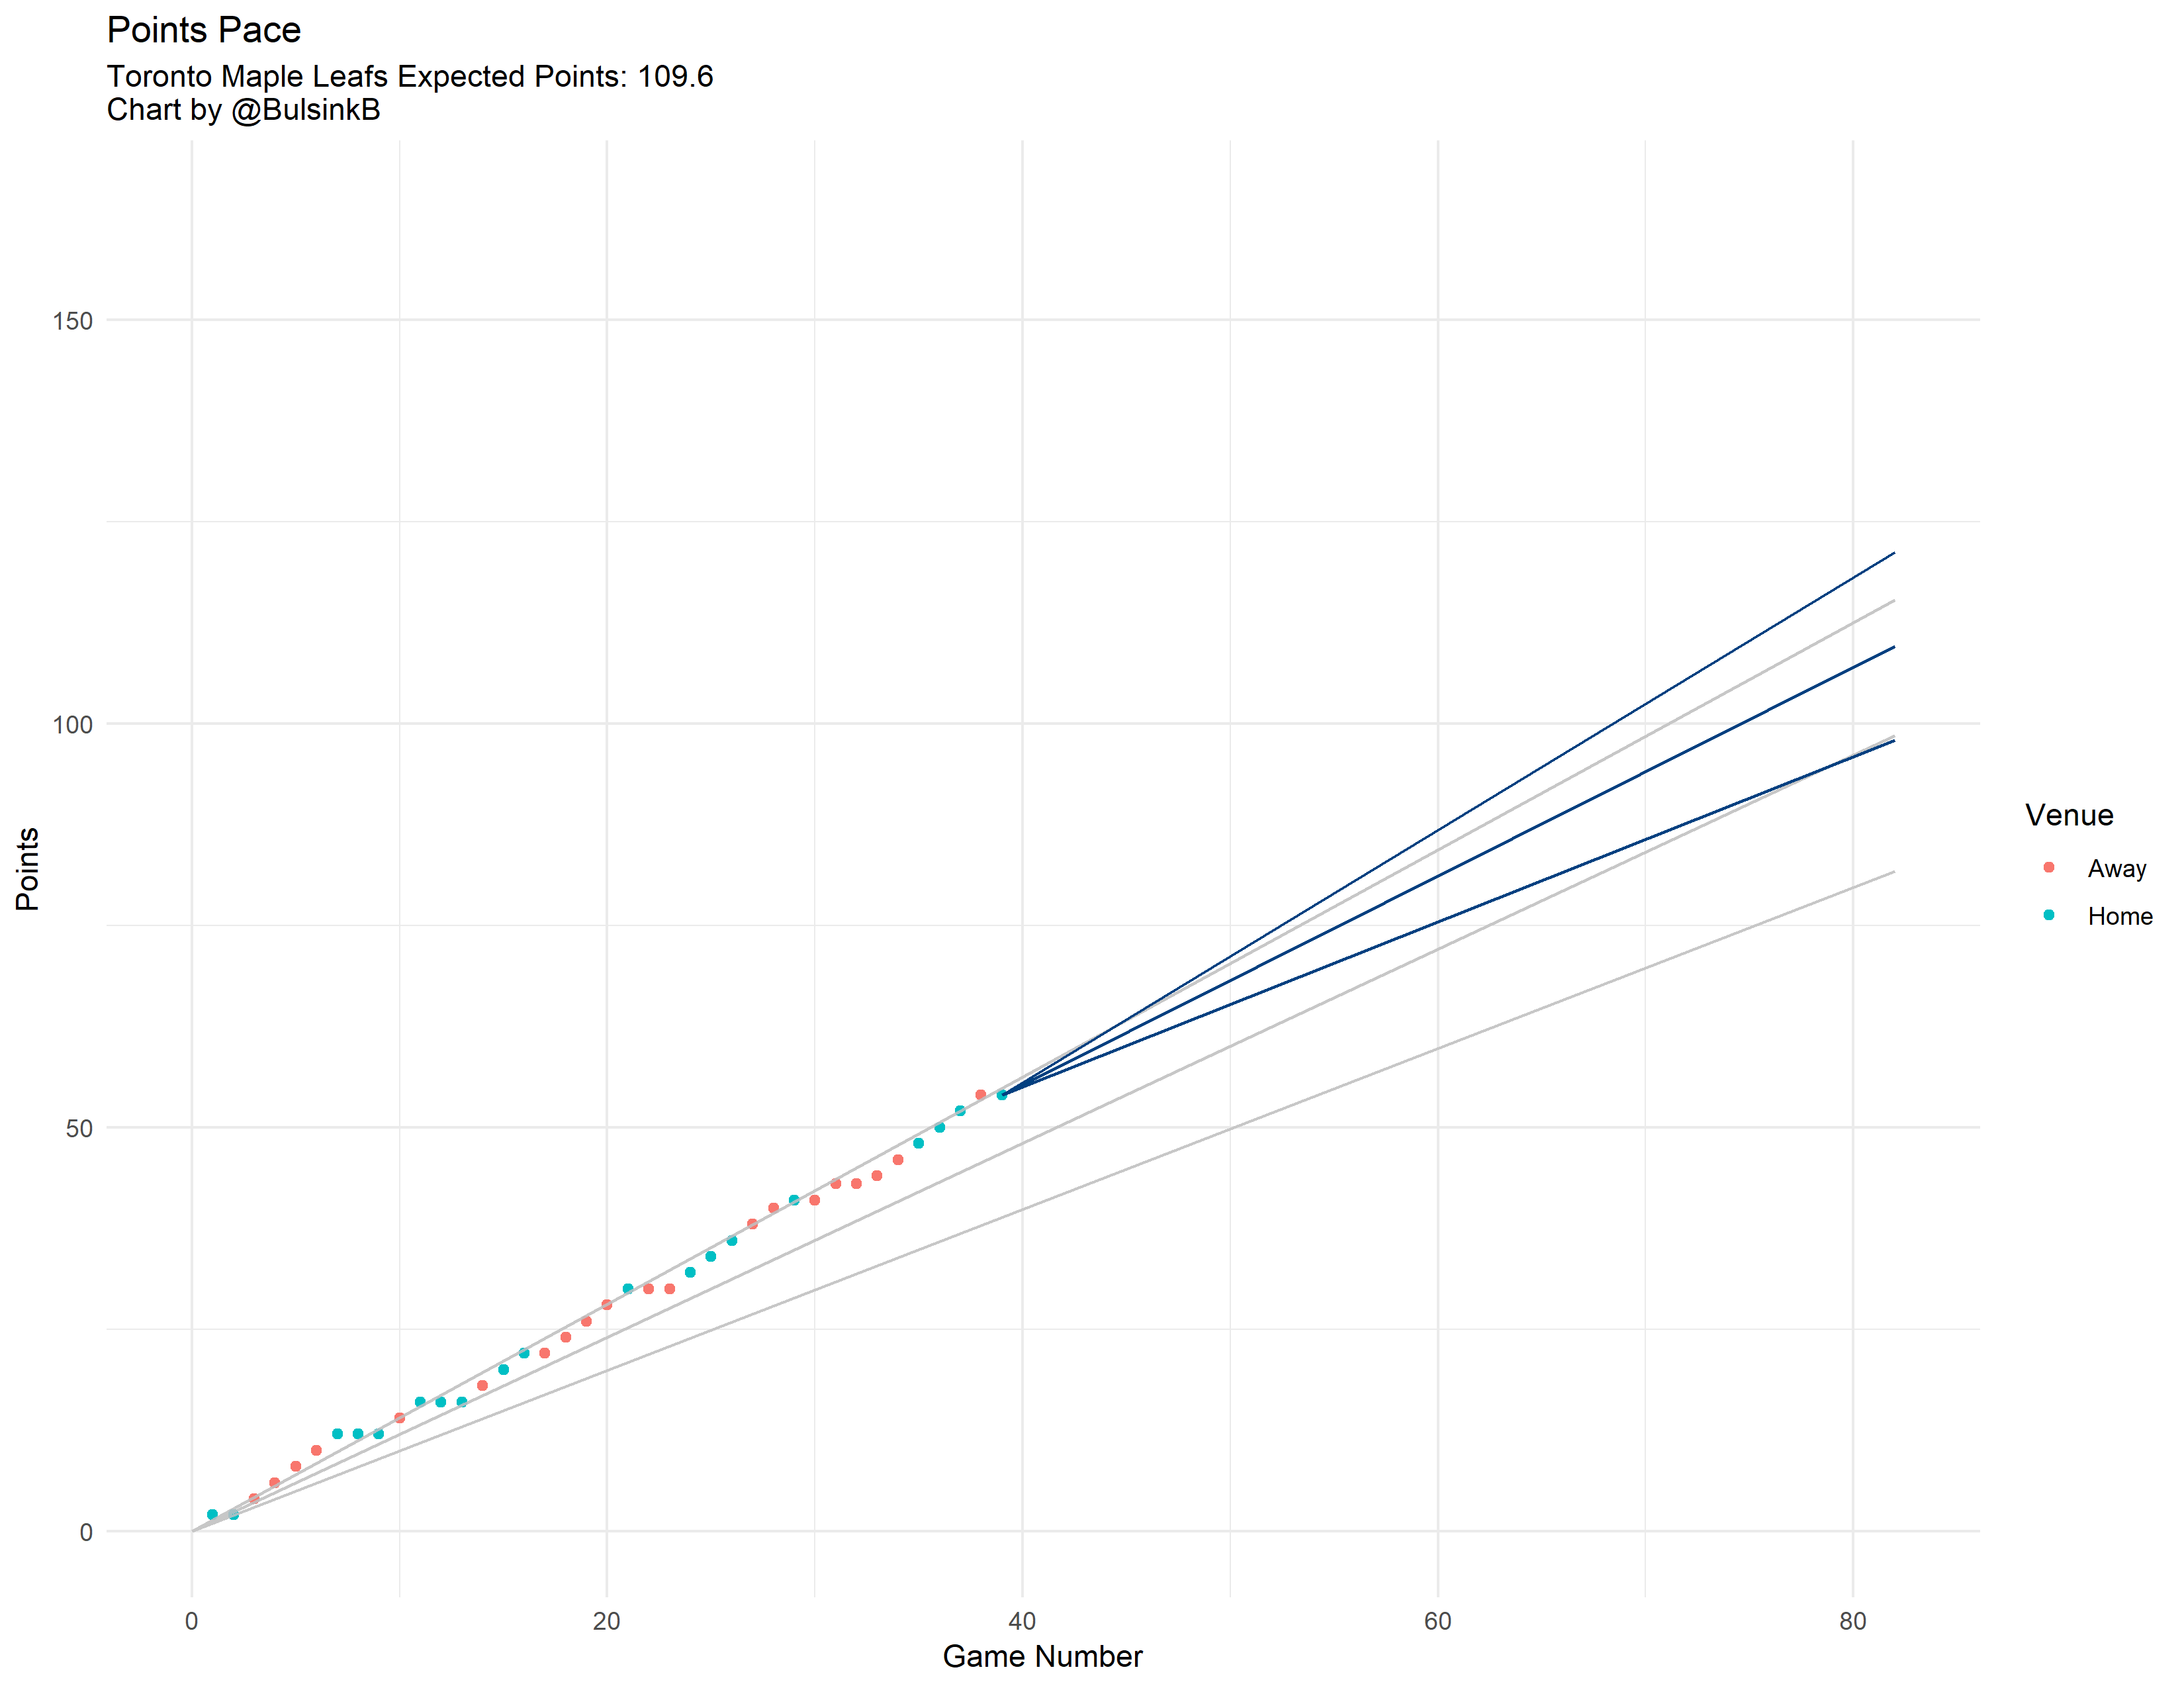 Points Pace
Toronto Maple Leafs Expected Points: 109.6
Chart by @BulsinkB
150
100
50
0
Points
0 20 40 60 80
Game Number
Venue
Away
Home